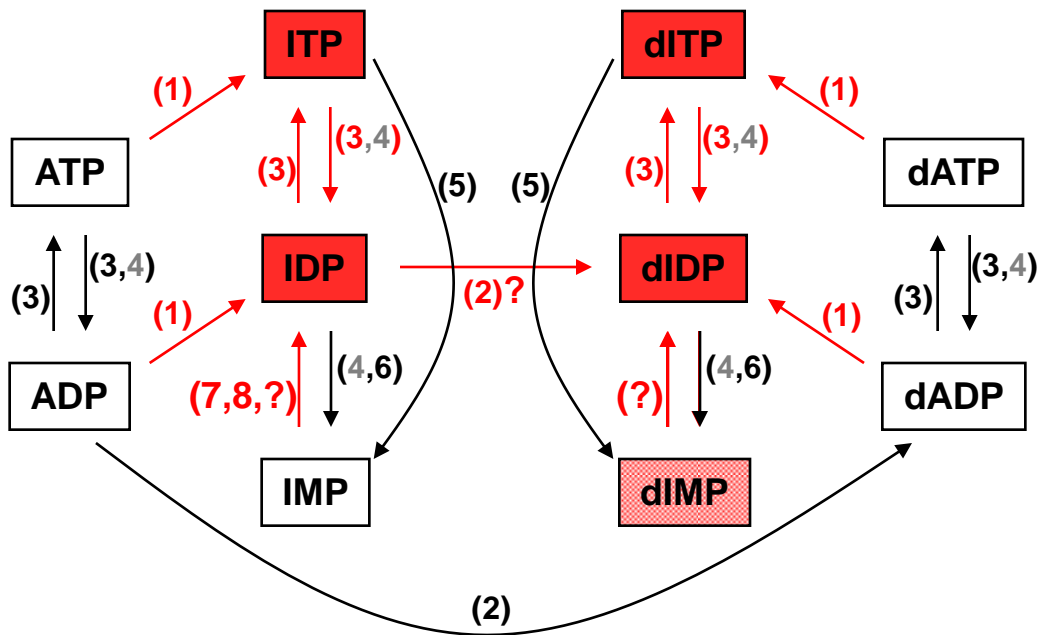 ITP
dITP
(1)
(1)
(3)
(3,4)
(3)
(3,4)
ATP
dATP
(5)
(5)
(3)
(3,4)
IDP
dIDP
(3)
(3,4)
(2)?
(1)
(1)
(7,8,?)
(4,6)
(?)
(4,6)
ADP
dADP
IMP
dIMP
(2)